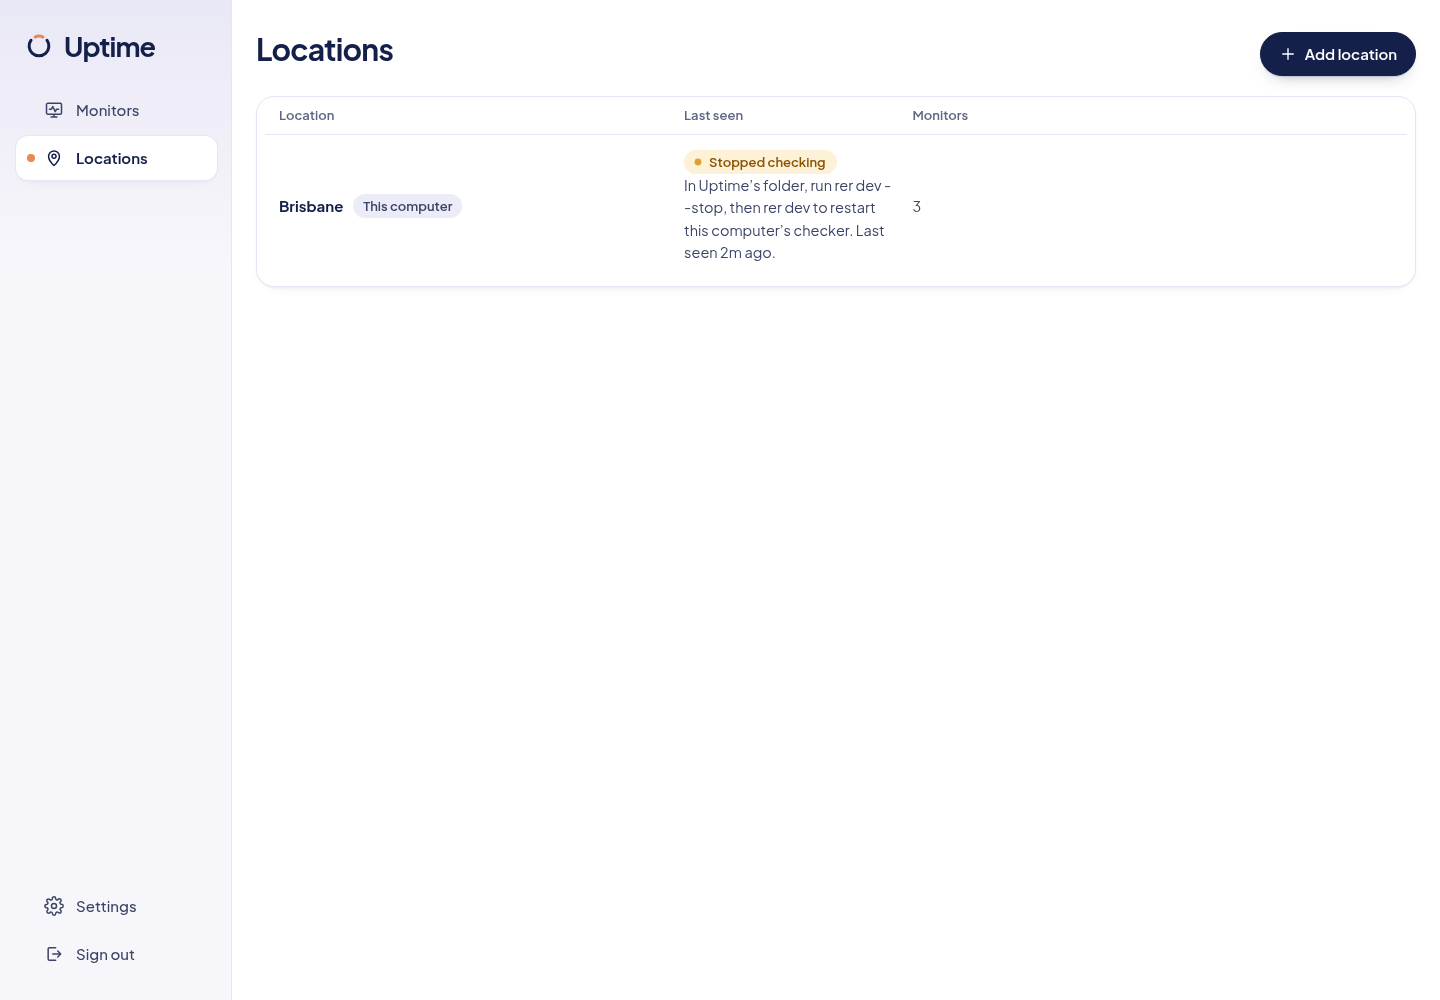 Uptime
Monitors
Locations
Settings
Sign out
Locations
Add location
Location
Last seen
Monitors
Brisbane
This computer
Stopped checking
In Uptime's folder, run rer dev -
-stop, then rer dev to restart
this computer's checker. Last
seen 2m ago.
3